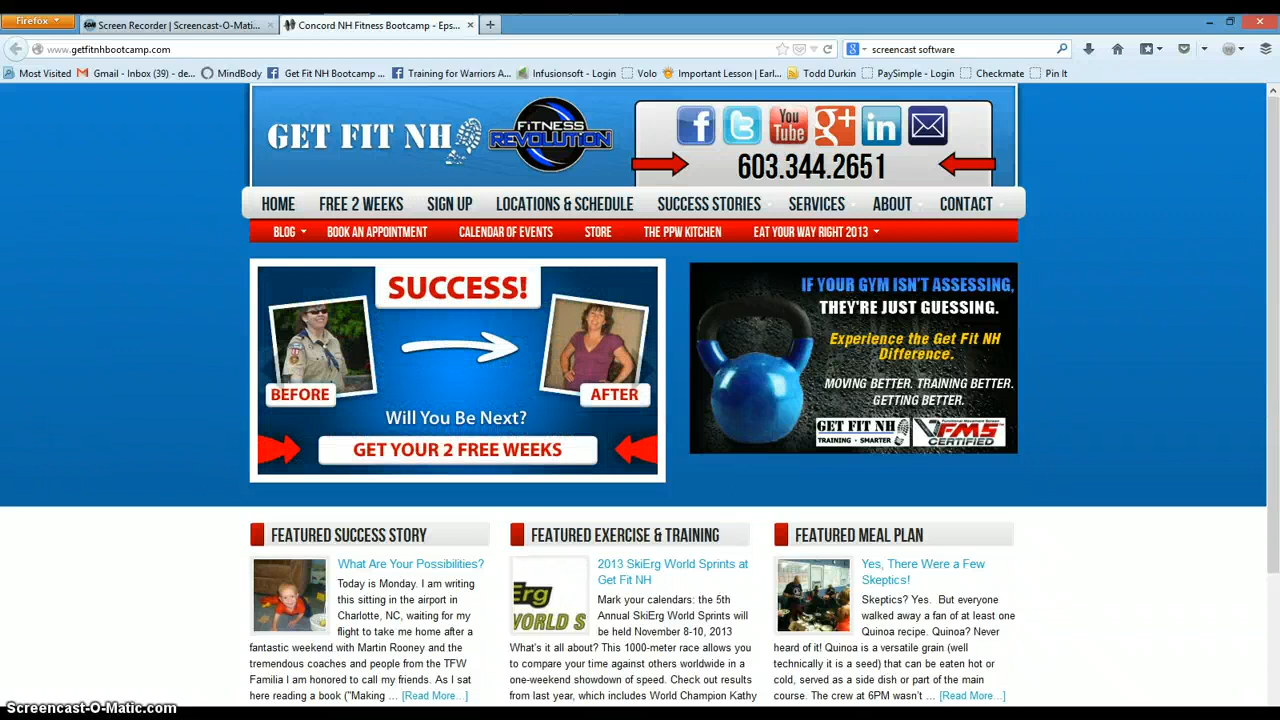 Firefox
Screen Recorder | Screencast-O-Mati...
Concord NH Fitness Bootcamp - Eps...
www.getfitnhbootcamp.com
screencast software
Most Visited
Gmail - Inbox (39) - de...
MindBody
Get Fit NH Bootcamp ...
Training for Warriors A...
Infusionsoft - Login
Volo
Important Lesson | Earl...
Todd Durkin
PaySimple - Login
Checkmate
Pin It
GET FIT NH
FITNESS
REVOLUTION
You
Tube
603.344.2651
HOME
FREE 2 WEEKS
SIGN UP
LOCATIONS & SCHEDULE
SUCCESS STORIES
SERVICES
ABOUT
CONTACT
BLOG
BOOK AN APPOINTMENT
CALENDAR OF EVENTS
STORE
THE PPW KITCHEN
EAT YOUR WAY RIGHT 2013
SUCCESS!
BEFORE
AFTER
Will You Be Next?
GET YOUR 2 FREE WEEKS
IF YOUR GYM ISN'T ASSESSING,
THEY'RE JUST GUESSING.
Experience the Get Fit NH
Difference.
MOVING BETTER. TRAINING BETTER.
GETTING BETTER.
GET FIT NH
TRAINING · SMARTER
FMS
CERTIFIED
FEATURED SUCCESS STORY
What Are Your Possibilities?
Today is Monday. I am writing
this sitting in the airport in
Charlotte, NC, waiting for my
flight to take me home after a
fantastic weekend with Martin Rooney and the
tremendous coaches and people from the TFW
Familia I am honored to call my friends. As I sat
here reading a book ("Making ... [Read More...]
FEATURED EXERCISE & TRAINING
Erg
WORLD S
2013 SkiErg World Sprints at
Get Fit NH
Mark your calendars: the 5th
Annual SkiErg World Sprints will
be held November 8-10, 2013
What's it all about? This 1000-meter race allows you
to compare your time against others worldwide in a
one-weekend showdown of speed. Check out results
from last year, which includes World Champion Kathy
FEATURED MEAL PLAN
Yes, There Were a Few
Skeptics!
Skeptics? Yes. But everyone
walked away a fan of at least one
Quinoa recipe. Quinoa? Never
heard of it! Quinoa is a versatile grain (well
technically it is a seed) that can be eaten hot or
cold, served as a side dish or part of the main
course. The crew at 6PM wasn't ... [Read More...]
Screencast-O-Matic.com